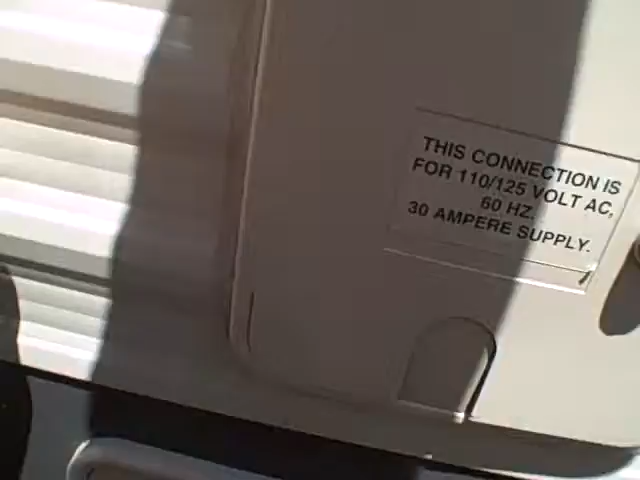 THIS CONNECTION IS
FOR 110/125 VOLT AC,
60 HZ.
30 AMPERE SUPPLY.